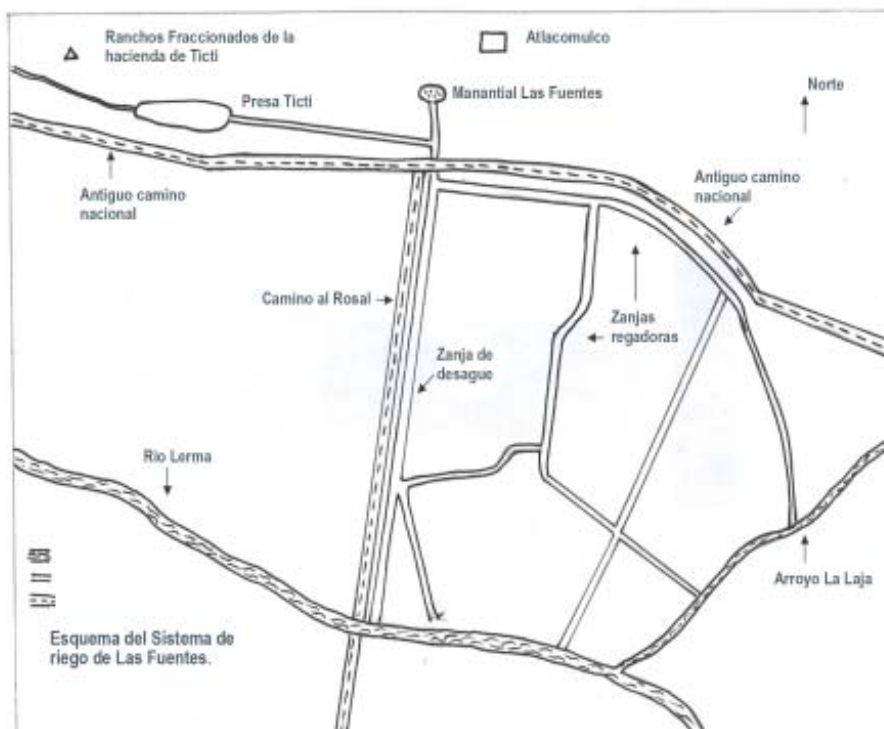 Ranchos Fraccionados de la
hacienda de Ticti
Atlacomulco
Norte
Presa Ticti
Manantial Las Fuentes
Antiguo camino
nacional
Antiguo camino
nacional
Camino al Rosal
Zanjas
regadoras
Zanja de
desague
Rio Lerma
Arroyo La Laja
Esquema del Sistema de
riego de Las Fuentes.